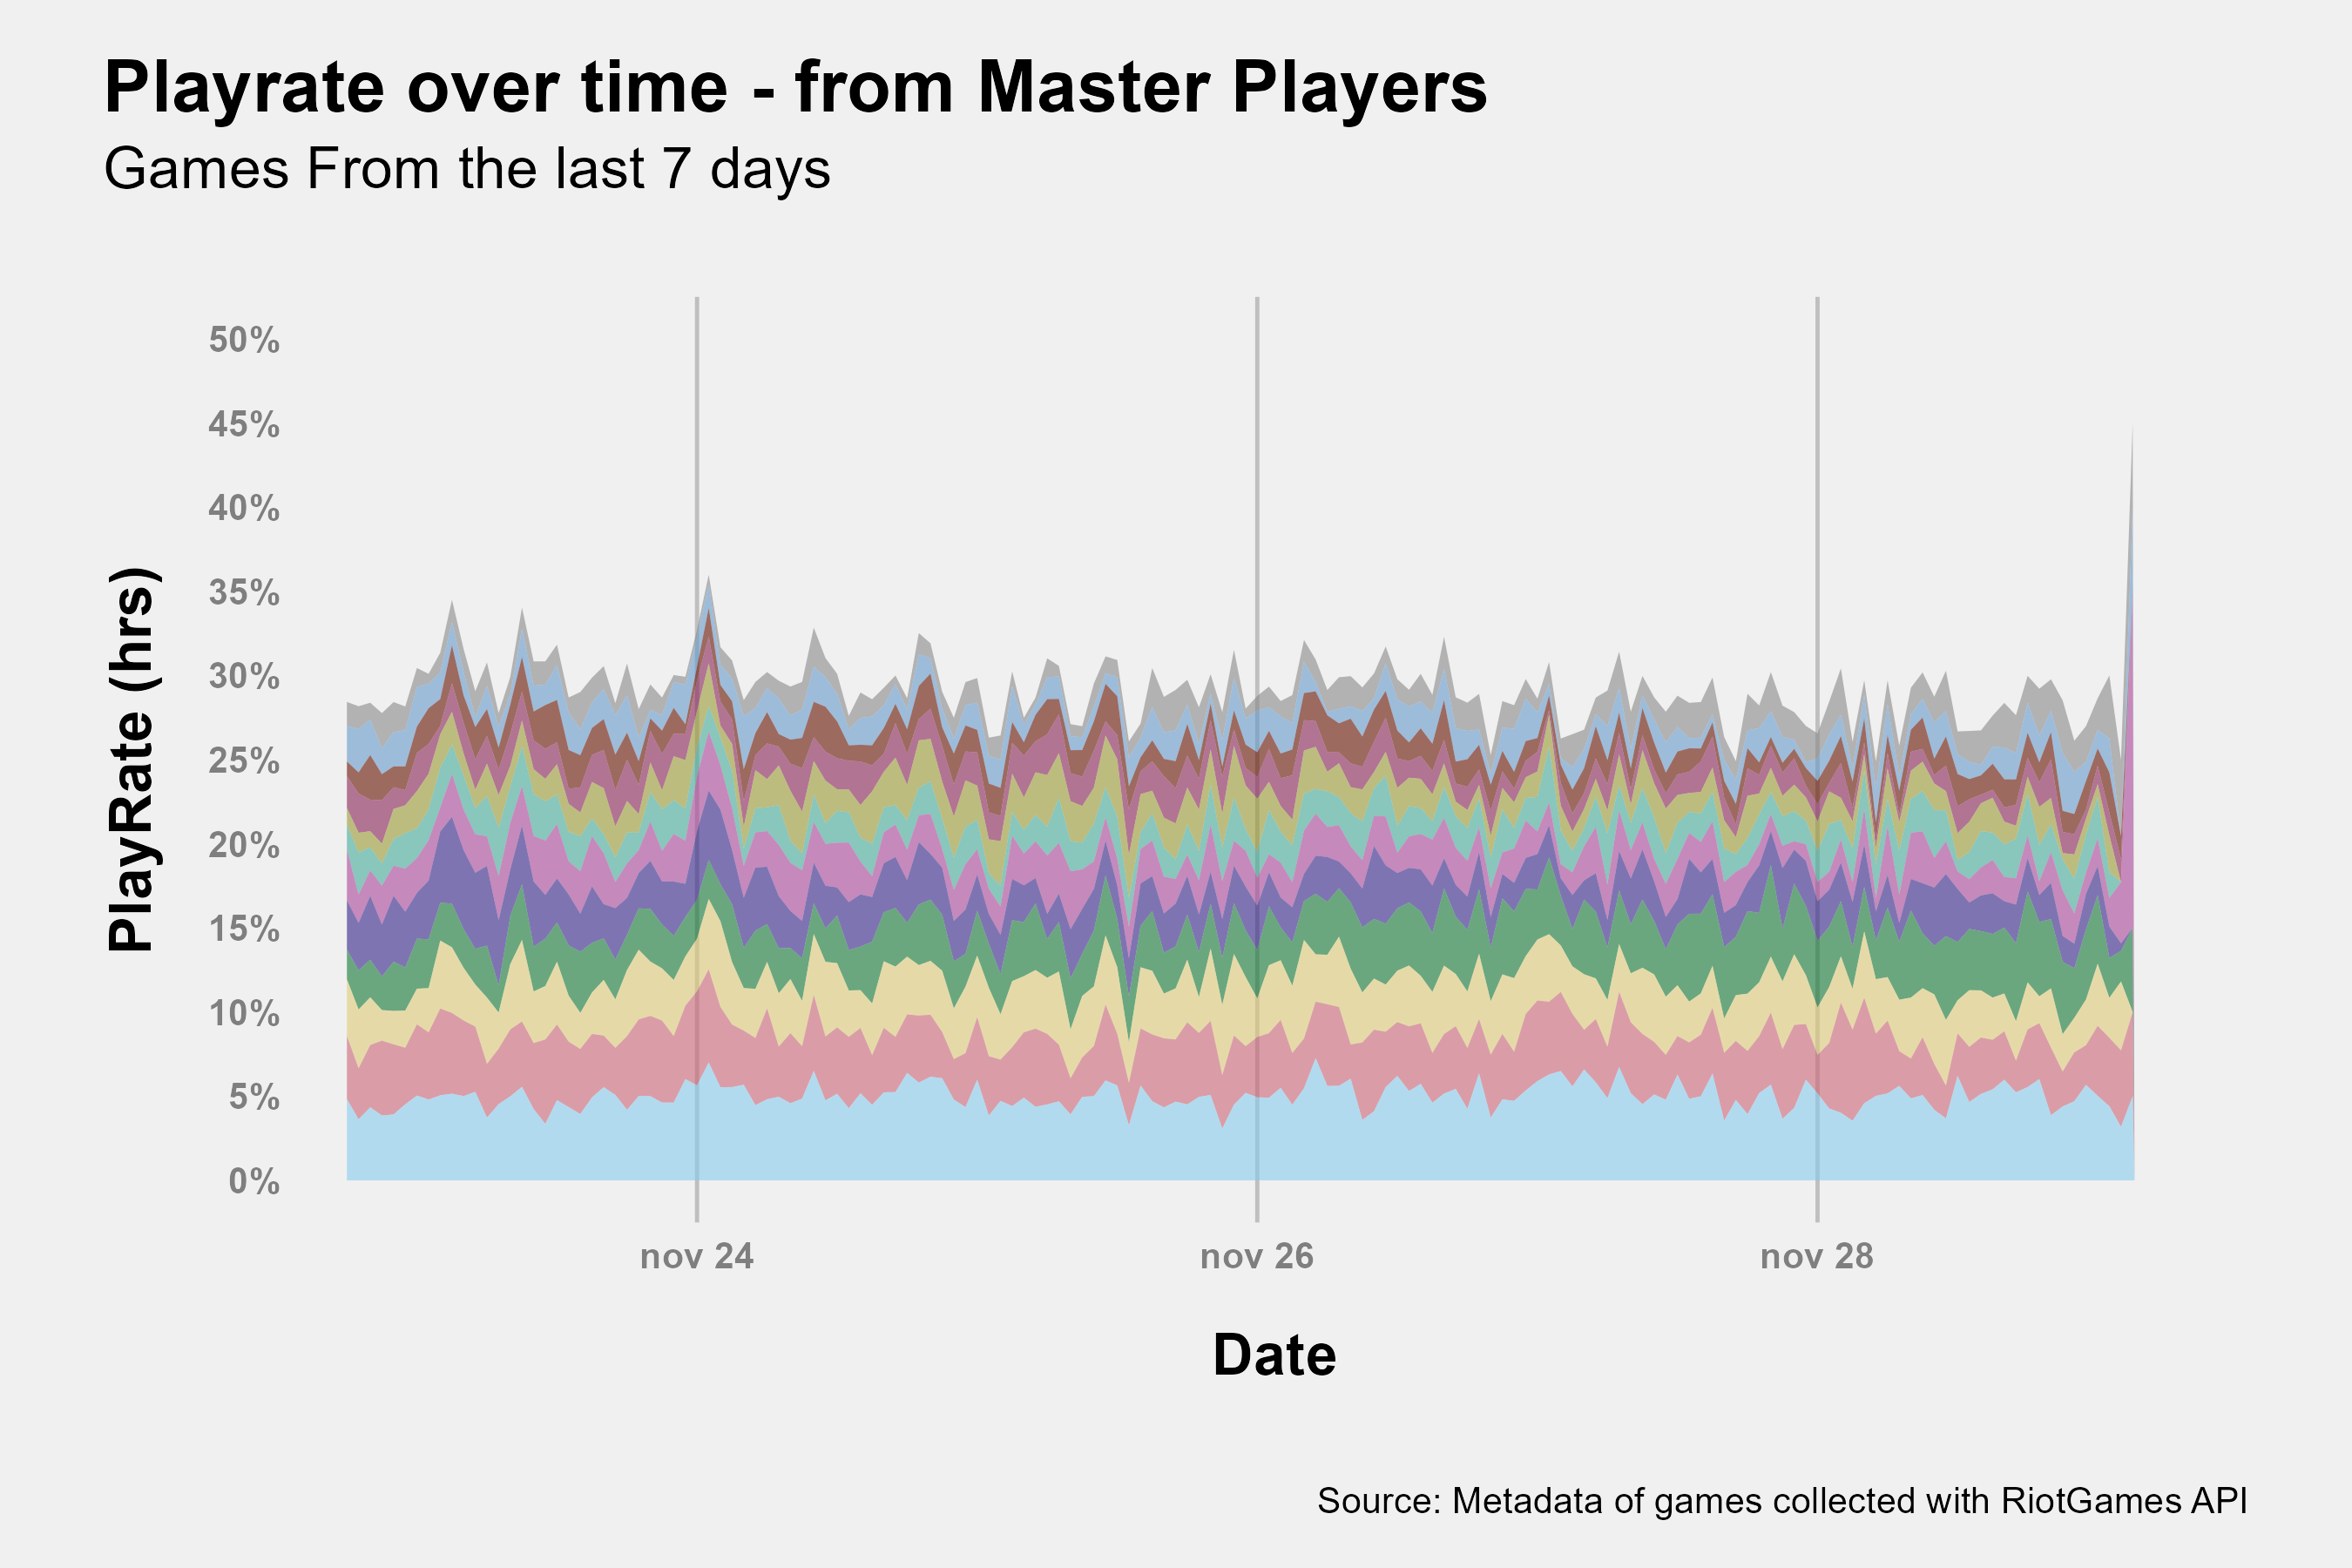 Playrate over time - from Master Players
Games From the last 7 days
PlayRate (hrs)
50%
45%
40%
35%
30%
25%
20%
15%
10%
5%
0%
nov 24
nov 26
nov 28
Date
Source: Metadata of games collected with RiotGames API